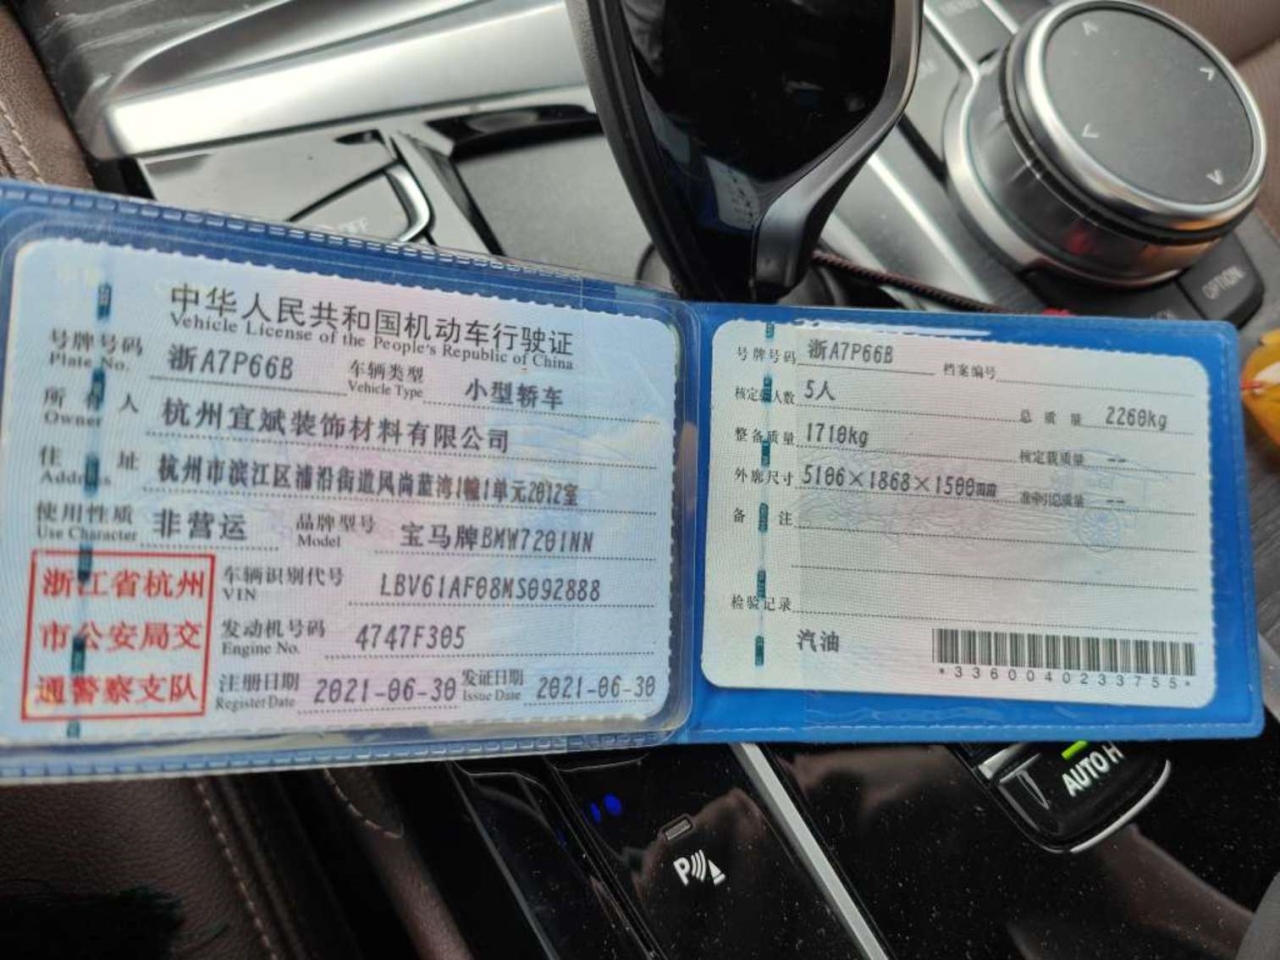 中华人民共和国机动车行驶证
Vehicle License of the People's Republic of China
号牌号码 浙A7P66B 车辆类型 小型轿车
Plate No. Vehicle Type
所有人 杭州宜斌装饰材料有限公司
Owner
住址 杭州市滨江区浦沿街道风尚蓝湾1幢1单元2012室
Address
使用性质 非营运 品牌型号 宝马牌BMW7201NN
Use Character Model
浙江省杭州
市公安局交
通警察支队
车辆识别代号 LBV61AF08MS092888
VIN
发动机号码 4747F305
Engine No.
注册日期 2021-06-30 发证日期 2021-06-30
Register Date Issue Date
号牌号码 浙A7P66B 档案编号
核定载人数 5人 总质量 2260kg
整备质量 1710kg 核定载质量 --
外廓尺寸 5106×1868×1500mm 准牵引总质量 --
备注
检验记录
汽油
*3360040233755*
OPTION
AUTO H
P